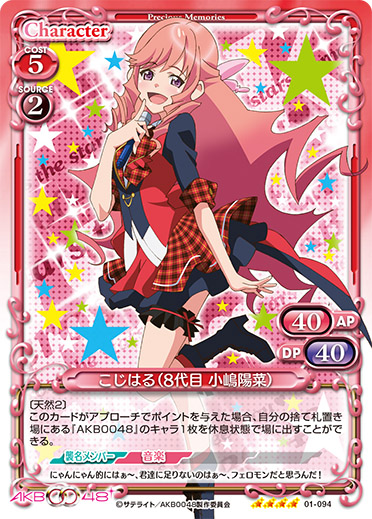 Precious Memories
Character
COST
5
SOURCE
2
the star
stars
40 AP
DP 40
こじはる(8代目 小嶋陽菜)
[天然2]
このカードがアプローチでポイントを与えた場合、自分の捨て札置き
場にある『AKB0048』のキャラ1枚を休息状態で場に出すことがで
きる。
襲名メンバー 音楽
にゃんにゃん的にはぁ〜、君達に足りないのはぁ〜、フェロモンだと思うんだ!
AKB0048
©サテライト/AKB0048製作委員会
01-094